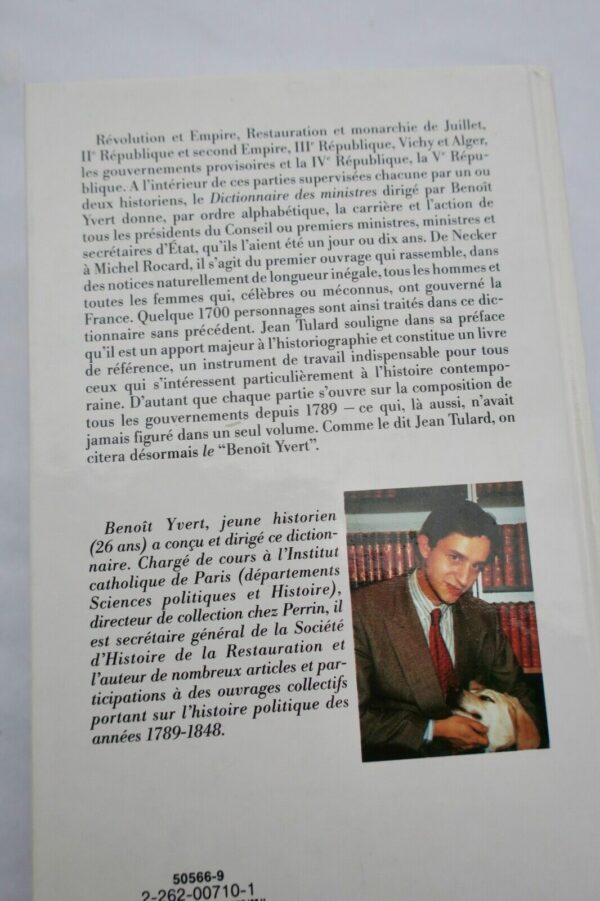 Révolution et Empire, Restauration et monarchie de Juillet,
IIe République et second Empire, IIIe République, Vichy et Alger,
les gouvernements provisoires et la IVe République, la Ve Répu-
blique. A l'intérieur de ces parties supervisées chacune par un ou
deux historiens, le Dictionnaire des ministres dirigé par Benoît
Yvert donne, par ordre alphabétique, la carrière et l'action de
tous les présidents du Conseil ou premiers ministres, ministres et
secrétaires d'État, qu'ils l'aient été un jour ou dix ans. De Necker
à Michel Rocard, il s'agit du premier ouvrage qui rassemble, dans
des notices naturellement de longueur inégale, tous les hommes et
toutes les femmes qui, célèbres ou méconnus, ont gouverné la
France. Quelque 1700 personnages sont ainsi traités dans ce dic-
tionnaire sans précédent. Jean Tulard souligne dans sa préface
qu'il est un apport majeur à l'historiographie et constitue un livre
de référence, un instrument de travail indispensable pour tous
ceux qui s'intéressent particulièrement à l'histoire contempo-
raine. D'autant que chaque partie s'ouvre sur la composition de
tous les gouvernements depuis 1789 — ce qui, là aussi, n'avait
jamais figuré dans un seul volume. Comme le dit Jean Tulard, on
citera désormais le "Benoît Yvert".
Benoît Yvert, jeune historien
(26 ans) a conçu et dirigé ce diction-
naire. Chargé de cours à l'Institut
catholique de Paris (départements
Sciences politiques et Histoire),
directeur de collection chez Perrin, il
est secrétaire général de la Société
d'Histoire de la Restauration et
l'auteur de nombreux articles et par-
ticipations à des ouvrages collectifs
portant sur l'histoire politique des
années 1789-1848.
50566-9
2-262-00710-1